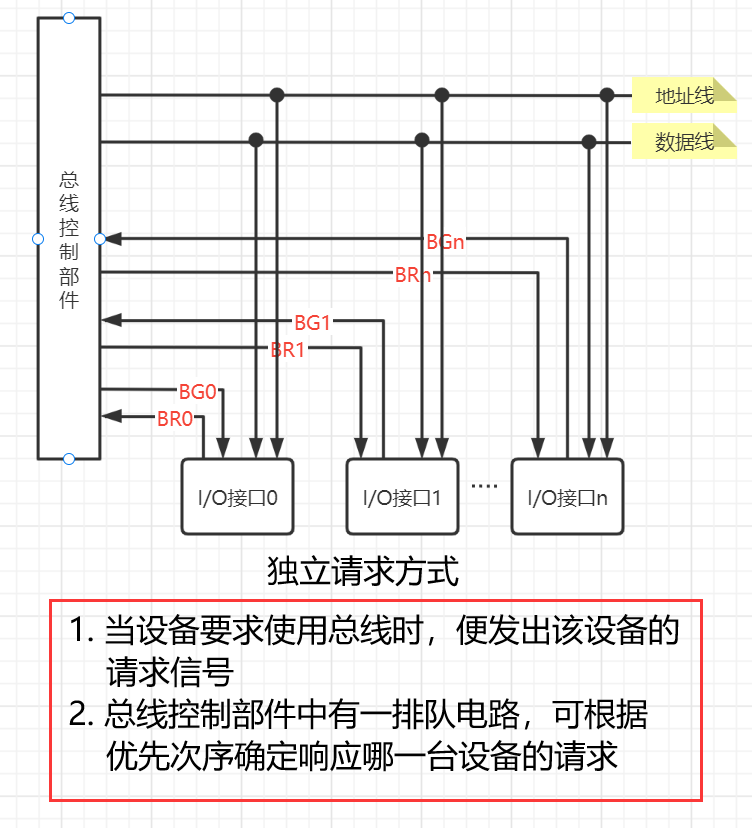 地址线
数据线
总线控制部件
BGn
BRn
BG1
BR1
BG0
BR0
I/O接口0
I/O接口1
....
I/O接口n
独立请求方式
1. 当设备要求使用总线时，便发出该设备的
请求信号
2. 总线控制部件中有一排队电路，可根据
优先次序确定响应哪一台设备的请求